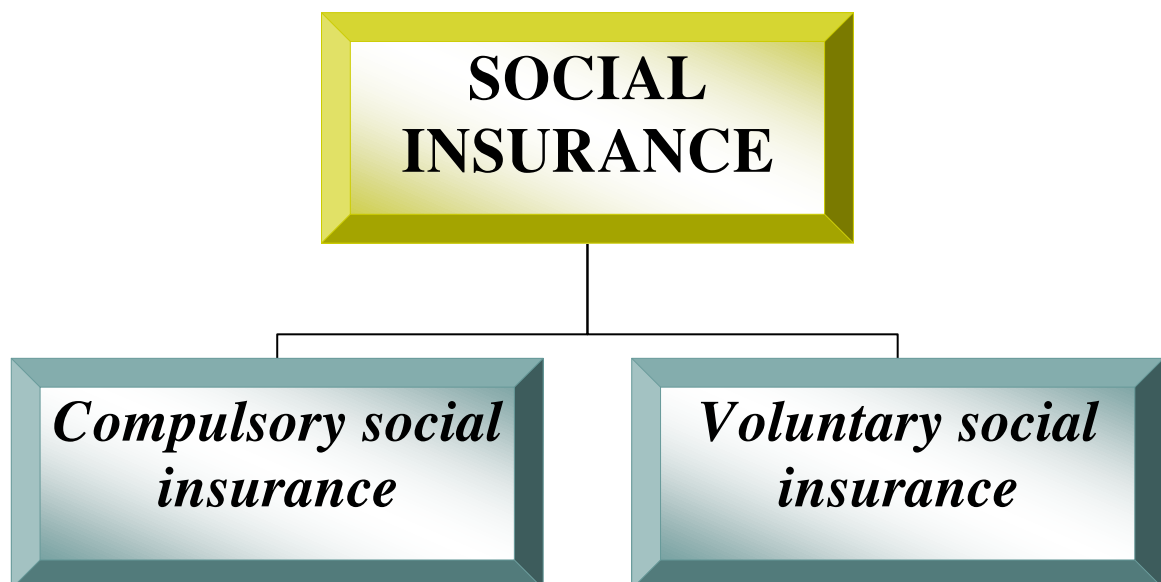 SOCIAL
INSURANCE
Compulsory social
insurance
Voluntary social
insurance